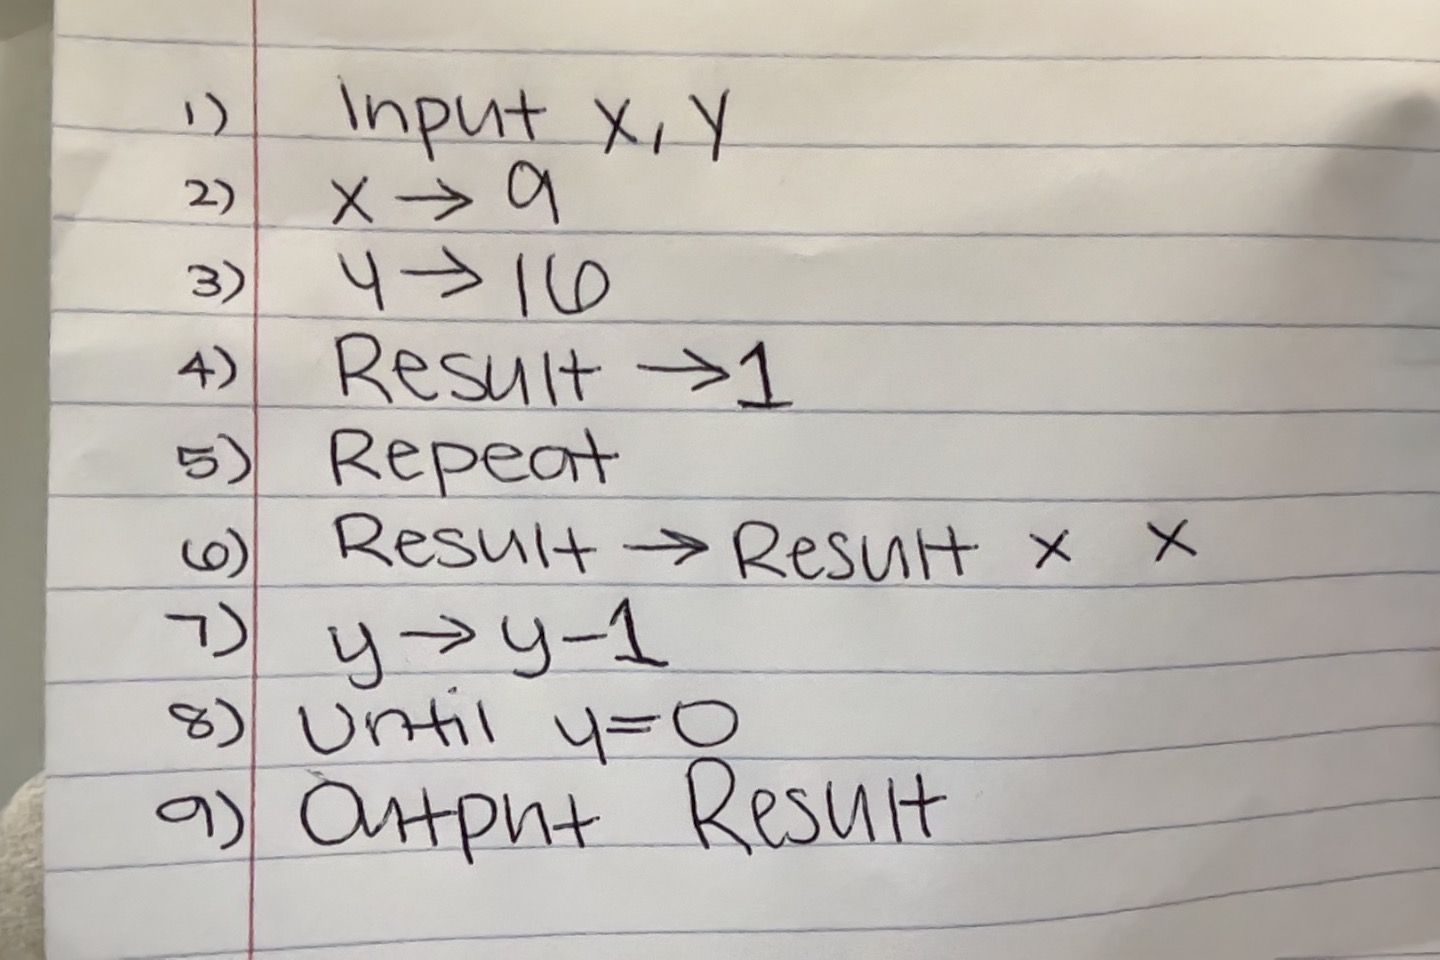 1) Input x, y
2) x → 9
3) y → 16
4) Result → 1
5) Repeat
6) Result → Result x x
7) y → y-1
8) Until y=0
9) Output Result